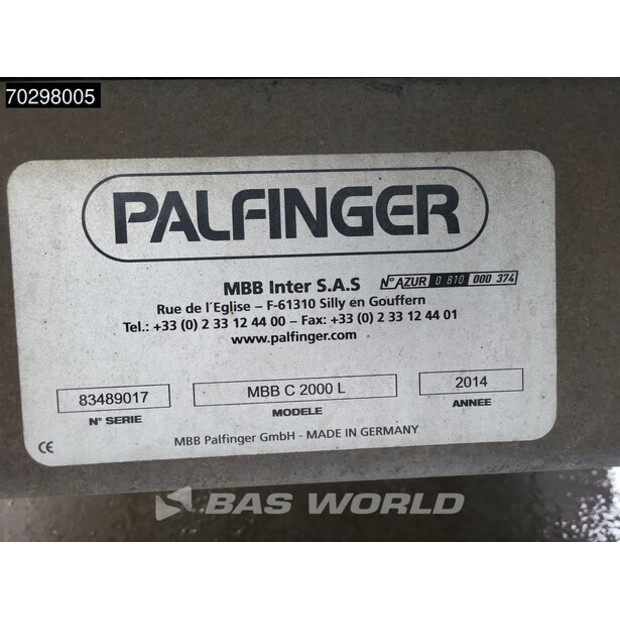 70298005
PALFINGER
MBB Inter S.A.S N° AZUR 0 810 000 374
Rue de l'Eglise – F-61310 Silly en Gouffern
Tel.: +33 (0) 2 33 12 44 00 – Fax: +33 (0) 2 33 12 44 01
www.palfinger.com
83489017 MBB C 2000 L 2014
N° SERIE MODELE ANNEE
CE MBB Palfinger GmbH - MADE IN GERMANY
BAS WORLD